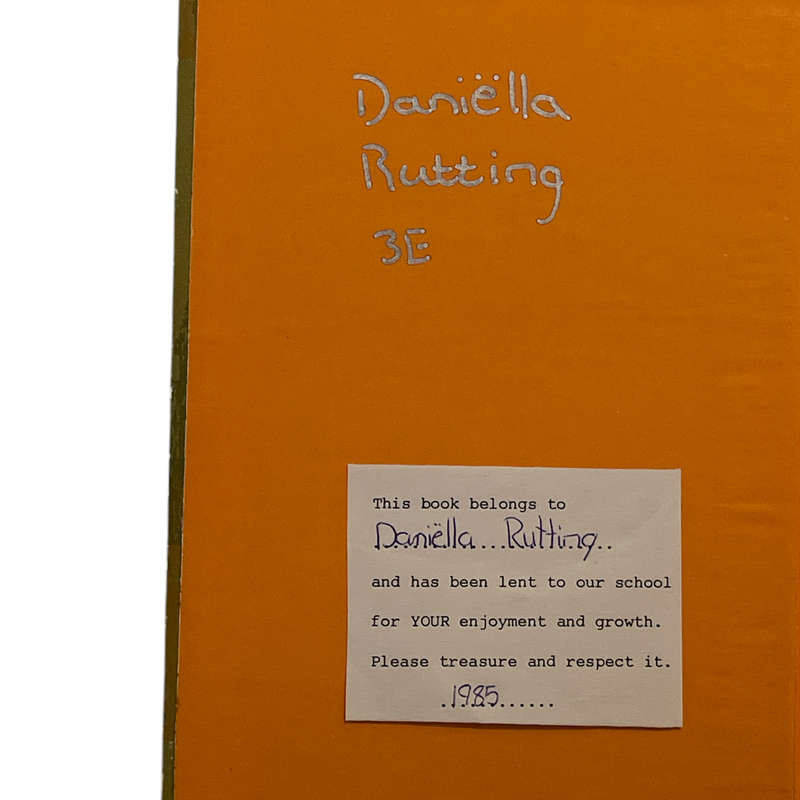 Daniëlla
Rutting
3E
This book belongs to
Daniëlla...Rutting..
and has been lent to our school
for YOUR enjoyment and growth.
Please treasure and respect it.
.1985......